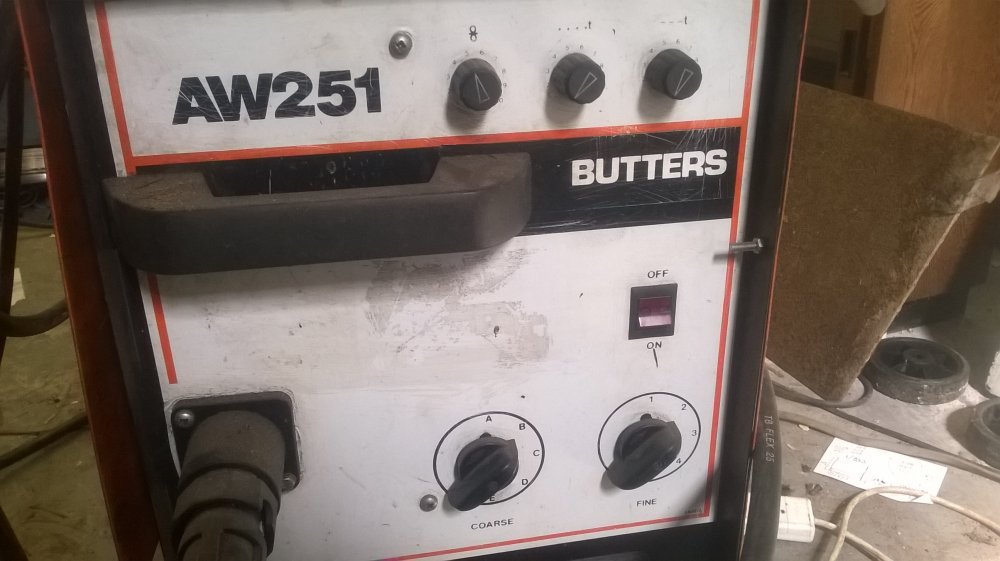 AW251
BUTTERS
OFF
ON
A
B
C
D
E
COARSE
1
2
3
4
FINE
TB FLEX 25